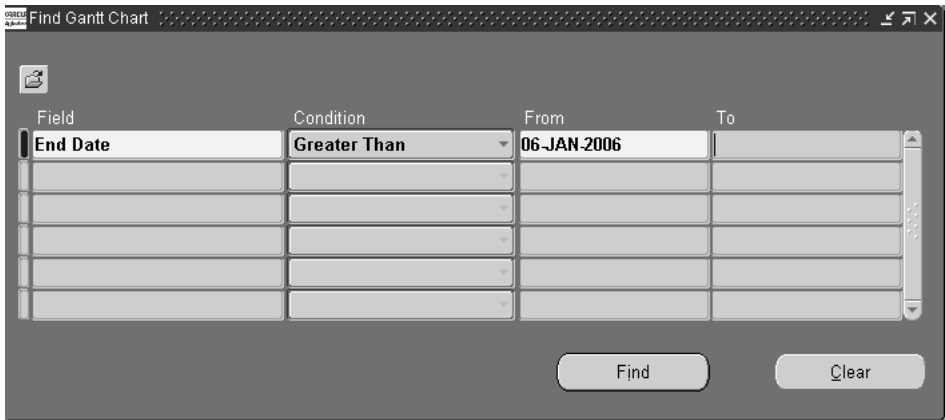 Find Gantt Chart
Field Condition From To
End Date Greater Than 06-JAN-2006
Find Clear